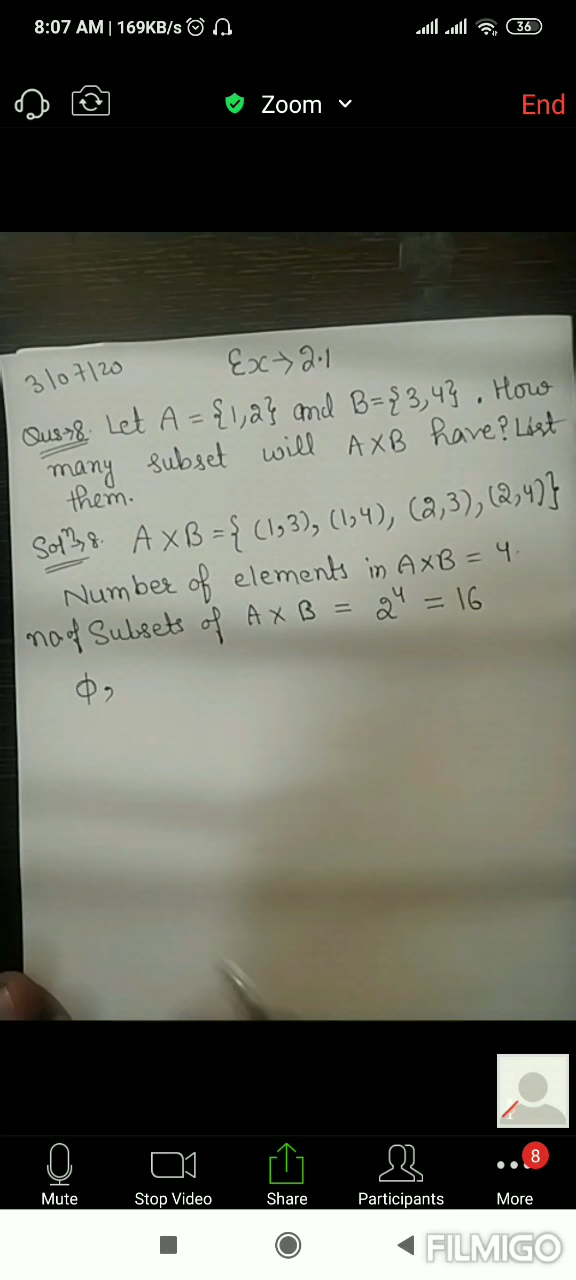 8:07 AM | 169KB/s
36
Zoom
End
3/07/20
Ex→2.1
Ques→8. Let A = {1,2} and B={3,4}. How
many subset will A×B have? List
them.
Solⁿ→8. A×B={ (1,3), (1,4), (2,3), (2,4)}
Number of elements in A×B = 4.
no of Subsets of A×B = 2⁴ = 16
ϕ,
8
Mute
Stop Video
Share
Participants
More
FILMIGO